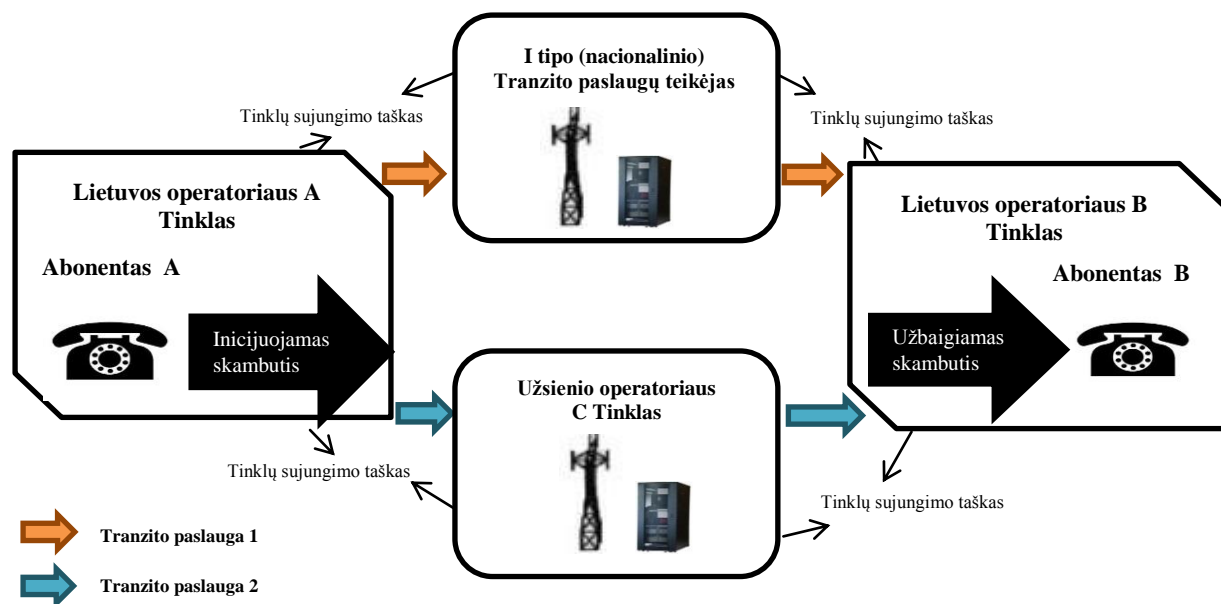 I tipo (nacionalinio)
Tranzito paslaugų teikėjas
Tinklų sujungimo taškas
Tinklų sujungimo taškas
Lietuvos operatoriaus A
Tinklas
Abonentas A
Inicijuojamas
skambutis
Lietuvos operatoriaus B
Tinklas
Abonentas B
Užbaigiamas
skambutis
Užsienio operatoriaus
C Tinklas
Tinklų sujungimo taškas
Tinklų sujungimo taškas
Tranzito paslauga 1
Tranzito paslauga 2